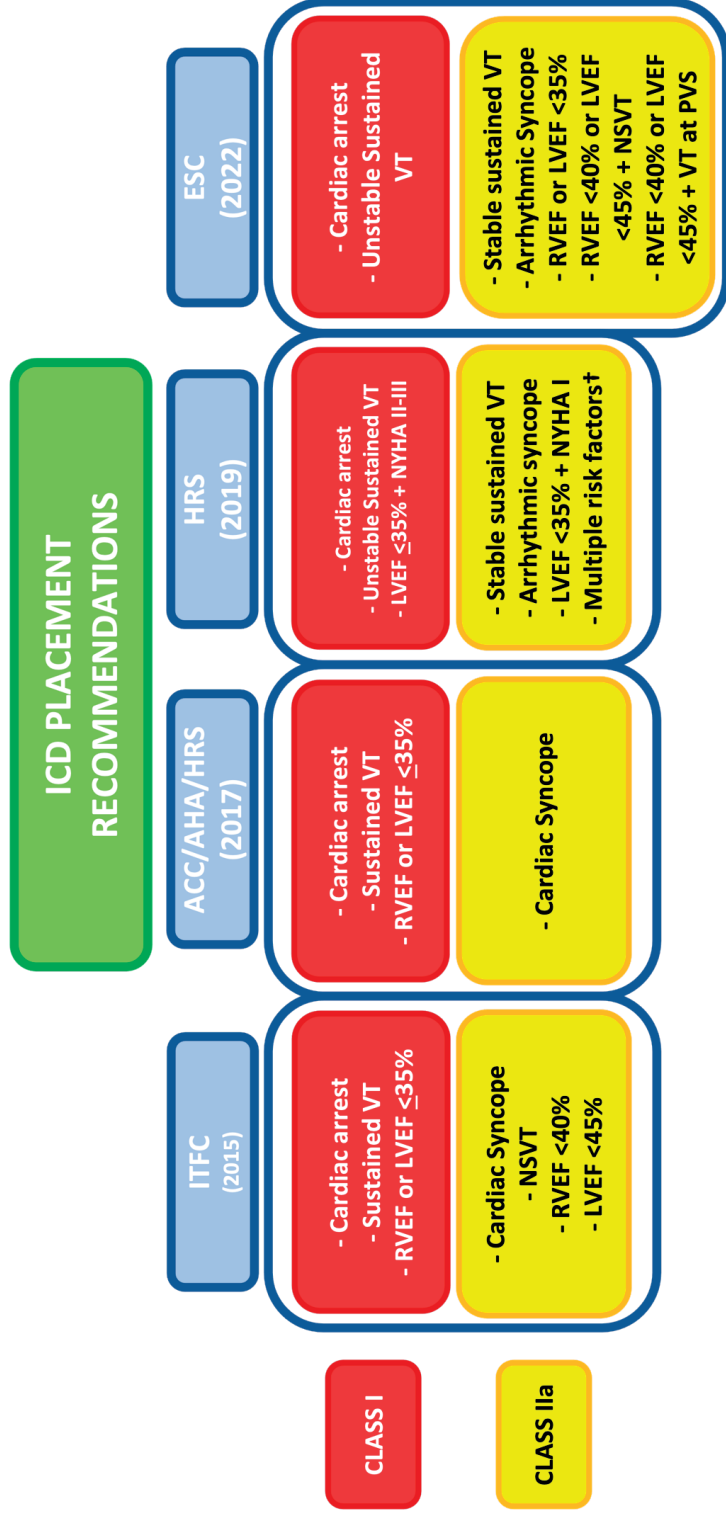 ICD PLACEMENT
RECOMMENDATIONS
ITFC
(2015)
ACC/AHA/HRS
(2017)
HRS
(2019)
ESC
(2022)
CLASS I
- Cardiac arrest
- Sustained VT
- RVEF or LVEF ≤35%
- Cardiac arrest
- Sustained VT
- RVEF or LVEF ≤35%
- Cardiac arrest
- Unstable Sustained VT
- LVEF ≤35% + NYHA II-III
- Cardiac arrest
- Unstable Sustained
VT
CLASS IIa
- Cardiac Syncope
- NSVT
- RVEF <40%
- LVEF <45%
- Cardiac Syncope
- Stable sustained VT
- Arrhythmic syncope
- LVEF <35% + NYHA I
- Multiple risk factors†
- Stable sustained VT
- Arrhythmic Syncope
- RVEF or LVEF <35%
- RVEF <40% or LVEF
<45% + NSVT
- RVEF <40% or LVEF
<45% + VT at PVS